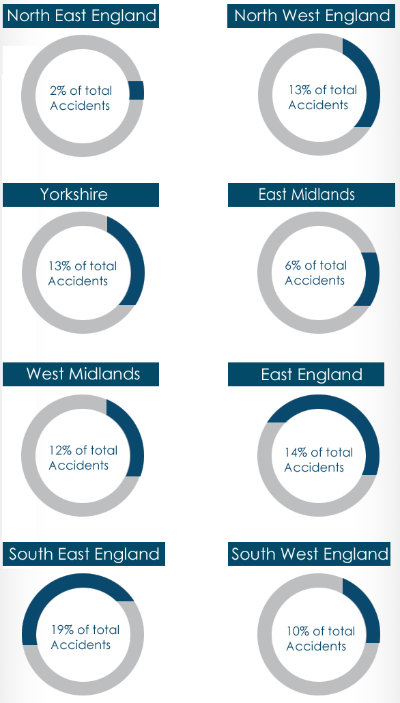 North East England
2% of total
Accidents
North West England
13% of total
Accidents
Yorkshire
13% of total
Accidents
East Midlands
6% of total
Accidents
West Midlands
12% of total
Accidents
East England
14% of total
Accidents
South East England
19% of total
Accidents
South West England
10% of total
Accidents